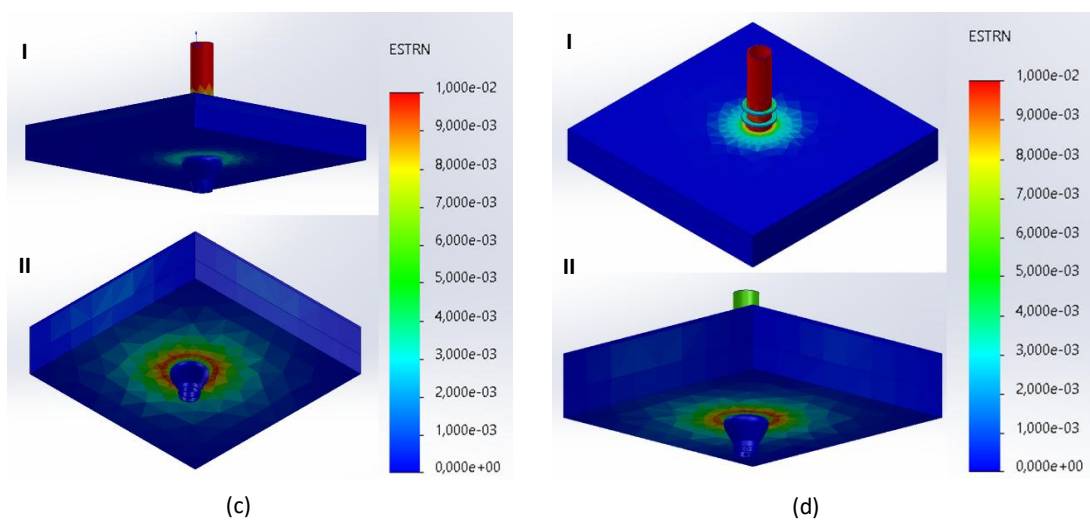 I
ESTRN
1,000e-02
9,000e-03
8,000e-03
7,000e-03
6,000e-03
5,000e-03
4,000e-03
3,000e-03
2,000e-03
1,000e-03
0,000e+00
II
(c)
I
ESTRN
1,000e-02
9,000e-03
8,000e-03
7,000e-03
6,000e-03
5,000e-03
4,000e-03
3,000e-03
2,000e-03
1,000e-03
0,000e+00
II
(d)